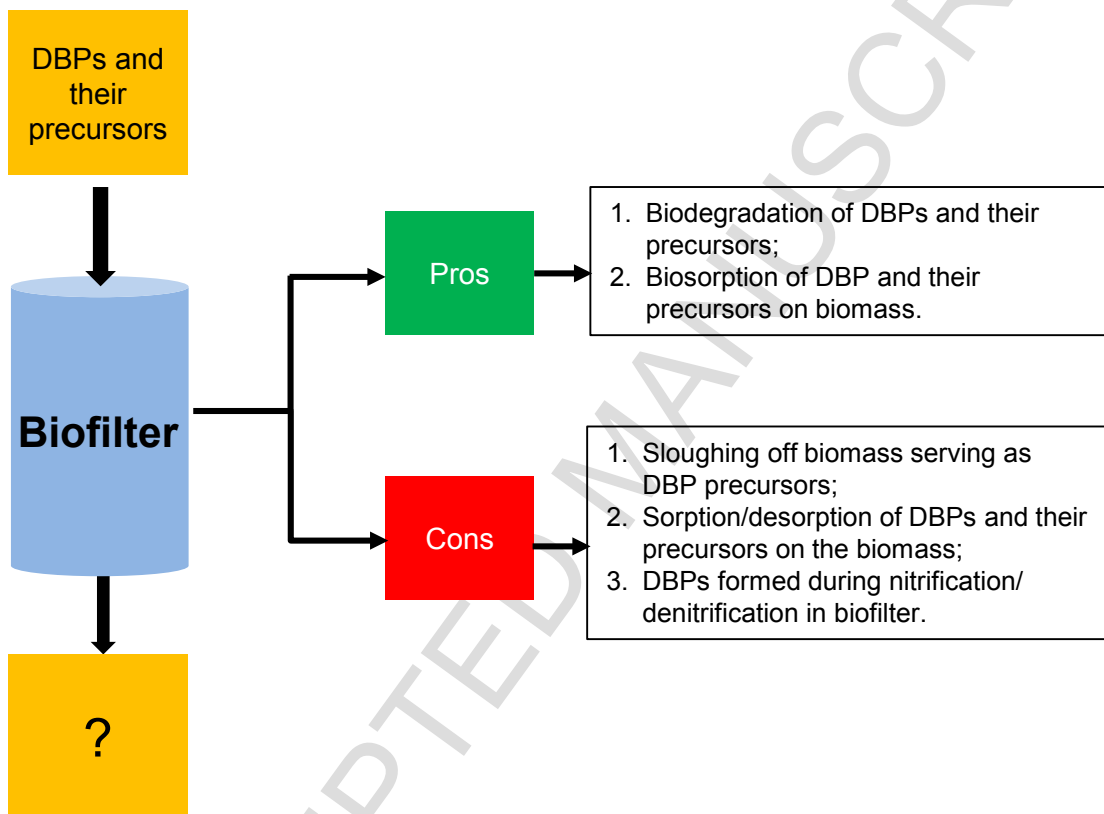 DBPs and
their
precursors
Biofilter
?
Pros
1. Biodegradation of DBPs and their
precursors;
2. Biosorption of DBP and their
precursors on biomass.
Cons
1. Sloughing off biomass serving as
DBP precursors;
2. Sorption/desorption of DBPs and their
precursors on the biomass;
3. DBPs formed during nitrification/
denitrification in biofilter.
PTED MANUSCR